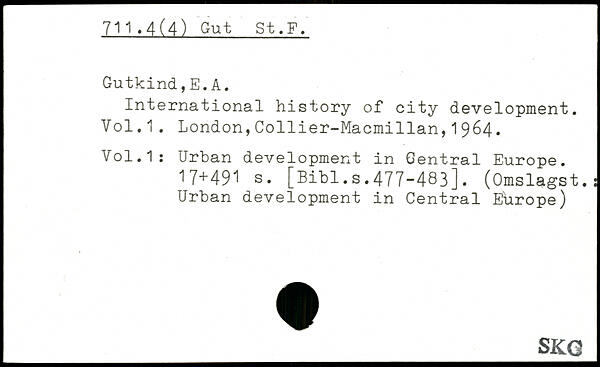 711.4(4) Gut St.F.
Gutkind,E.A.
International history of city development.
Vol.1. London,Collier-Macmillan,1964.
Vol.1: Urban development in Central Europe.
17+491 s. [Bibl.s.477-483]. (Omslagst.:
Urban development in Central Europe)
SKG